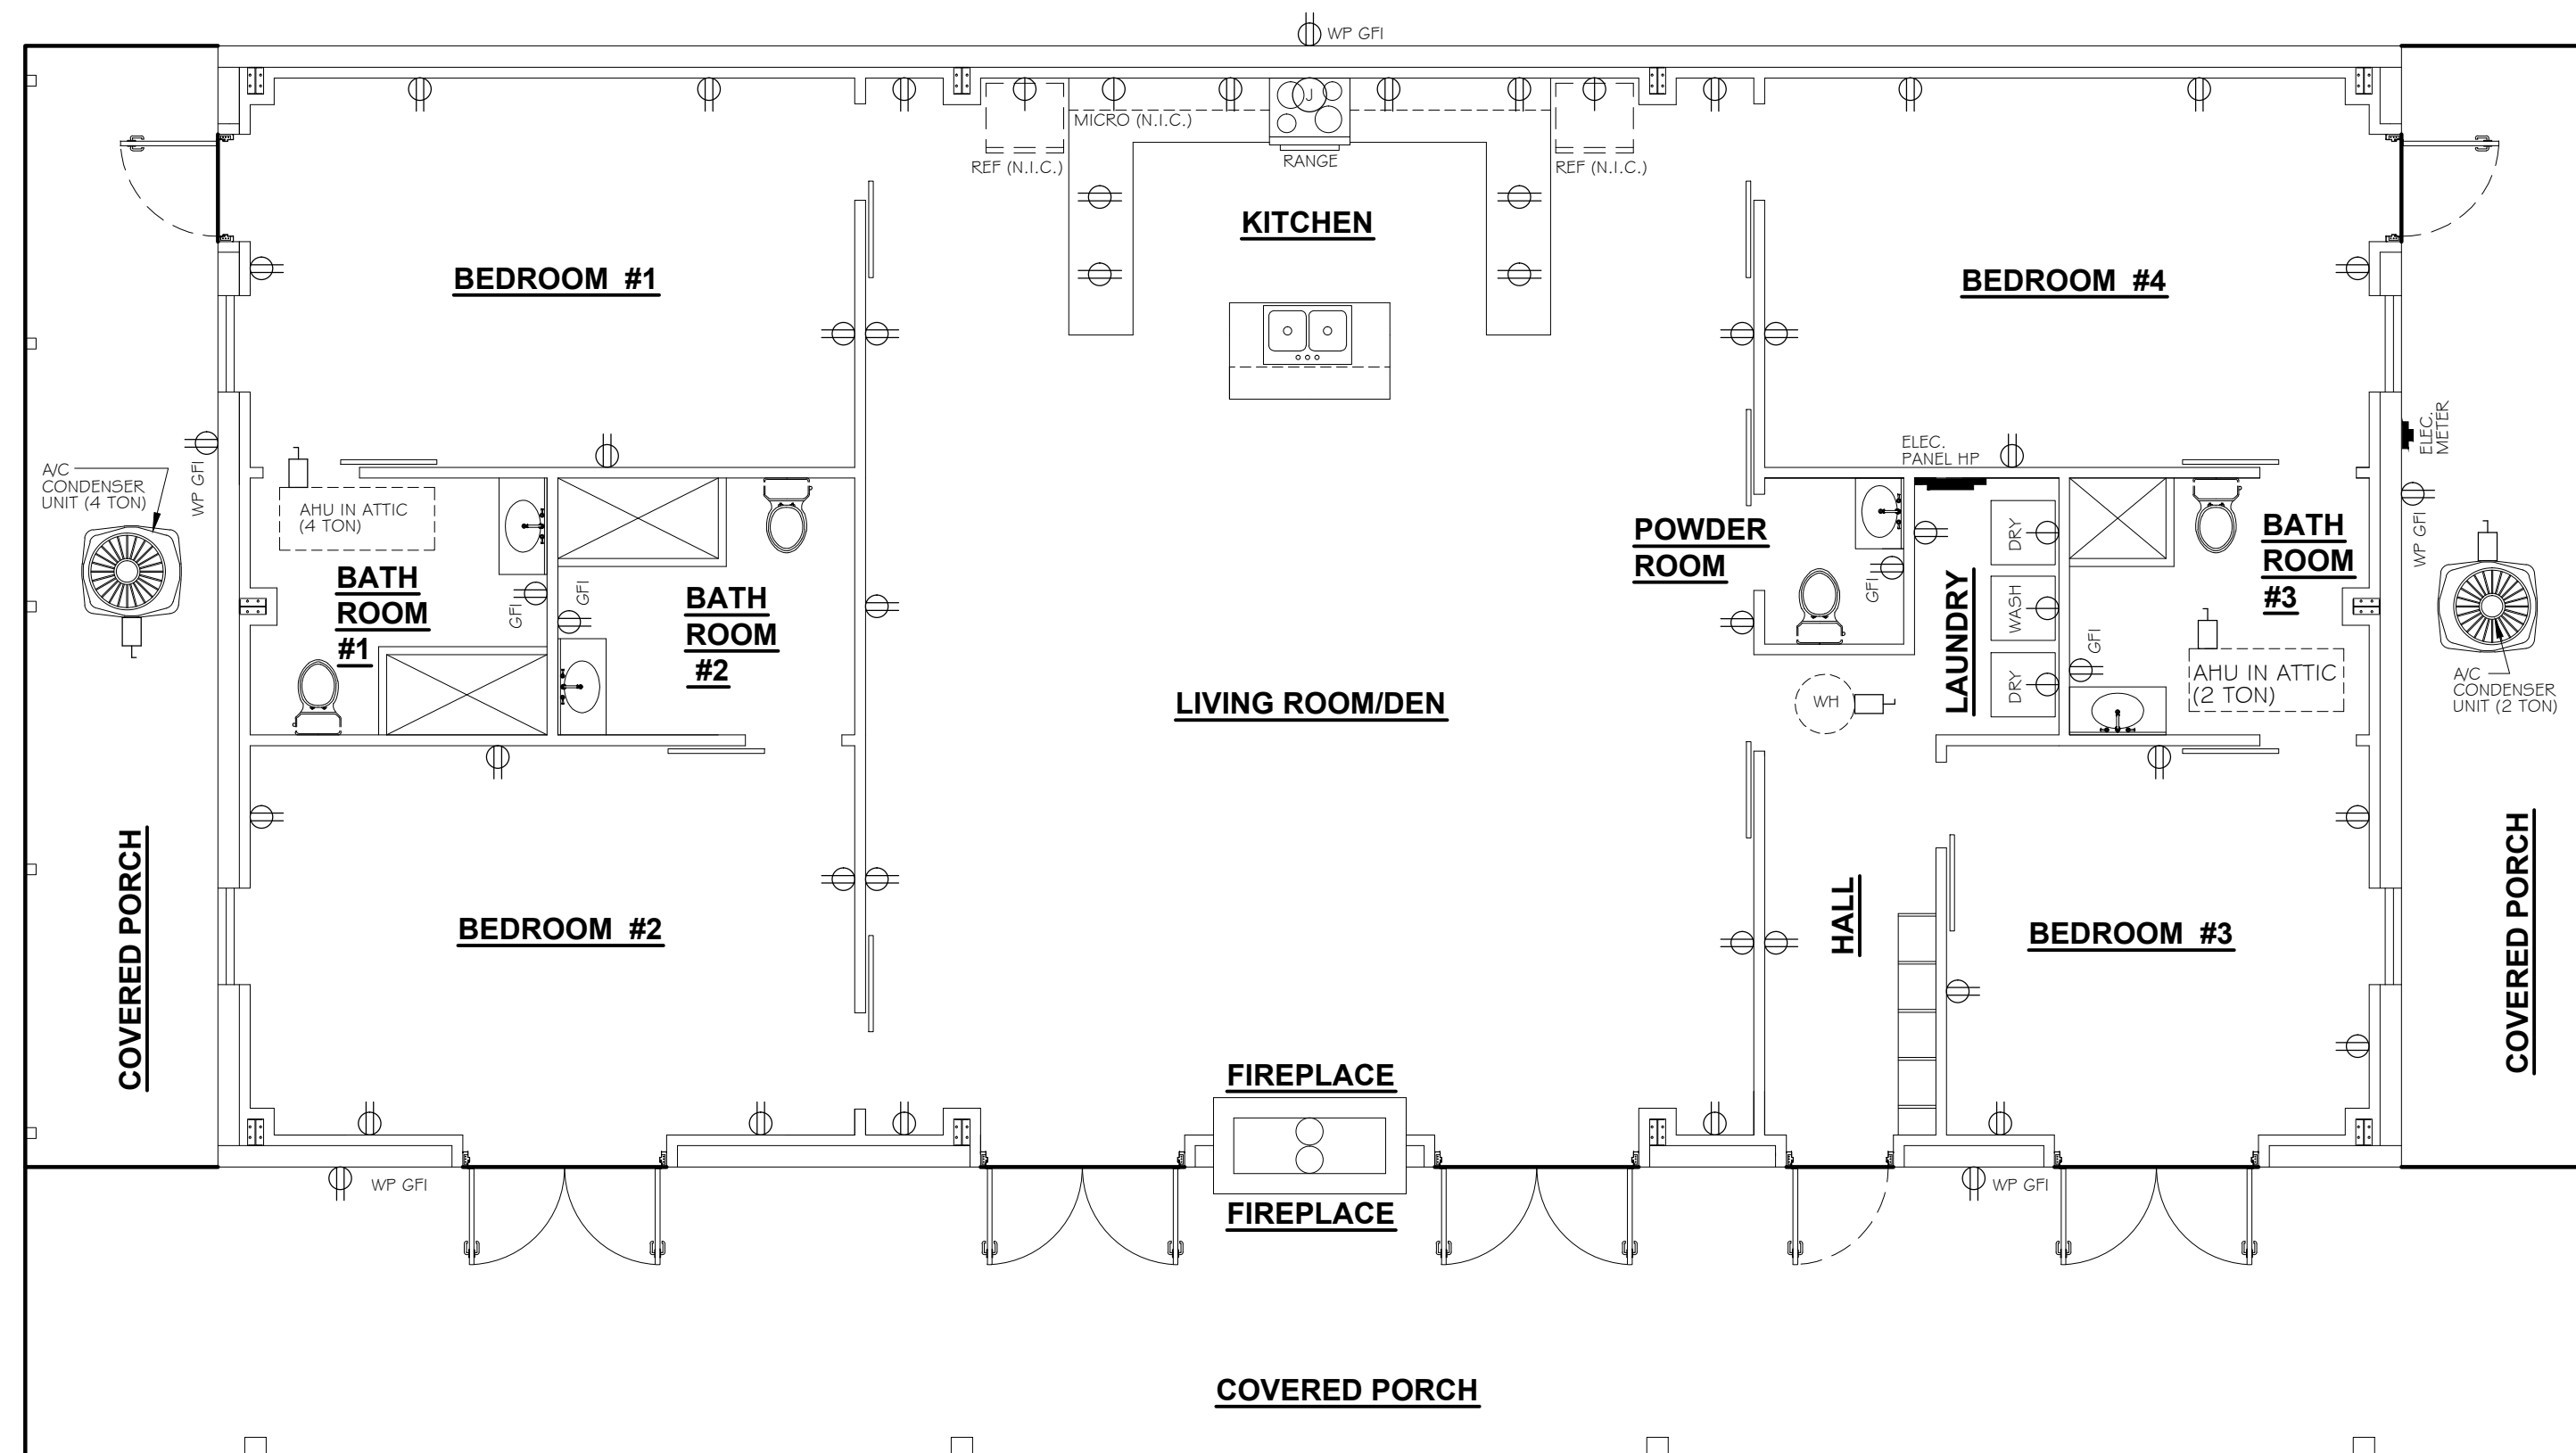 WP GFI
MICRO (N.I.C.)
J
REF (N.I.C.)
RANGE
REF (N.I.C.)
KITCHEN
BEDROOM #1
BEDROOM #4
ELEC.
METER
ELEC.
PANEL HP
A/C
CONDENSER
UNIT (4 TON)
WP GFI
AHU IN ATTIC
(4 TON)
POWDER
ROOM
DRY
BATH
ROOM
#3
WP GFI
BATH
ROOM
#1
GFI
GFI
BATH
ROOM
#2
GFI
WASH
LAUNDRY
GFI
DRY
AHU IN ATTIC
(2 TON)
A/C
CONDENSER
UNIT (2 TON)
LIVING ROOM/DEN
WH
COVERED PORCH
BEDROOM #2
HALL
BEDROOM #3
COVERED PORCH
FIREPLACE
WP GFI
WP GFI
FIREPLACE
COVERED PORCH